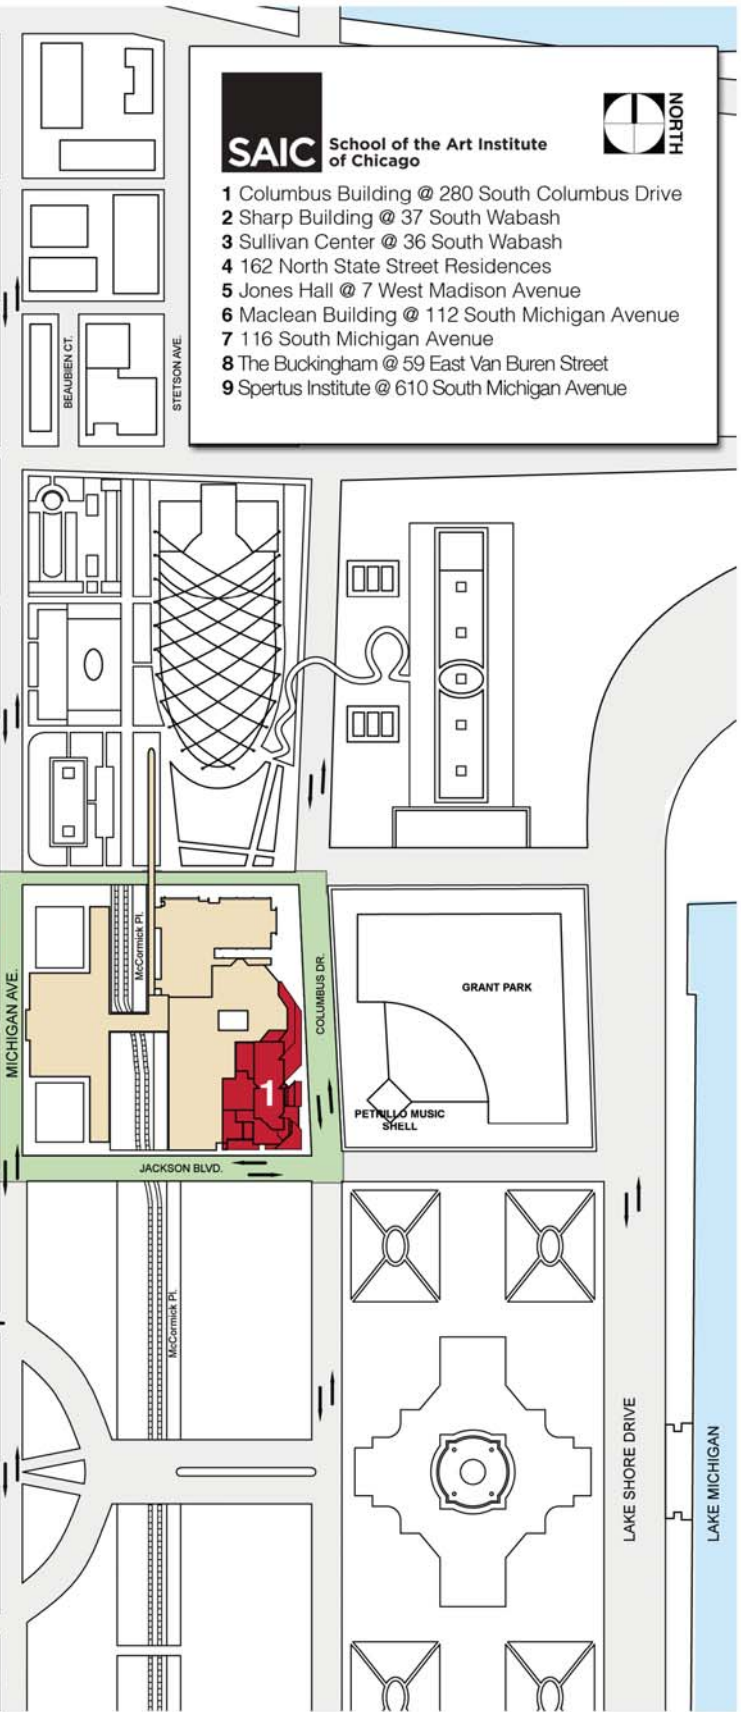 SAIC
School of the Art Institute
of Chicago
NORTH
1 Columbus Building @ 280 South Columbus Drive
2 Sharp Building @ 37 South Wabash
3 Sullivan Center @ 36 South Wabash
4 162 North State Street Residences
5 Jones Hall @ 7 West Madison Avenue
6 Maclean Building @ 112 South Michigan Avenue
7 116 South Michigan Avenue
8 The Buckingham @ 59 East Van Buren Street
9 Spertus Institute @ 610 South Michigan Avenue
BEAUBIEN CT.
STETSON AVE.
McCormick Pl.
MICHIGAN AVE.
COLUMBUS DR.
GRANT PARK
1
PETRILLO MUSIC
SHELL
JACKSON BLVD.
McCormick Pl.
LAKE SHORE DRIVE
LAKE MICHIGAN